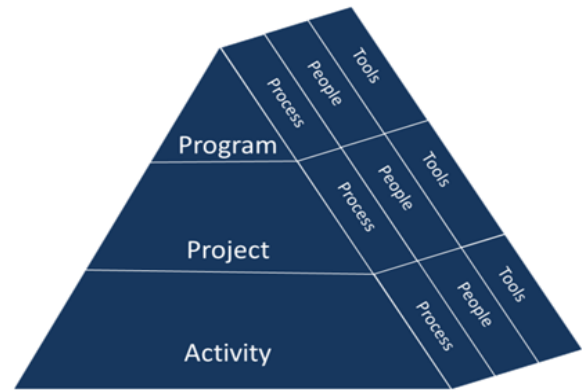 Program
Process
People
Tools
Project
Process
People
Tools
Activity
Process
People
Tools